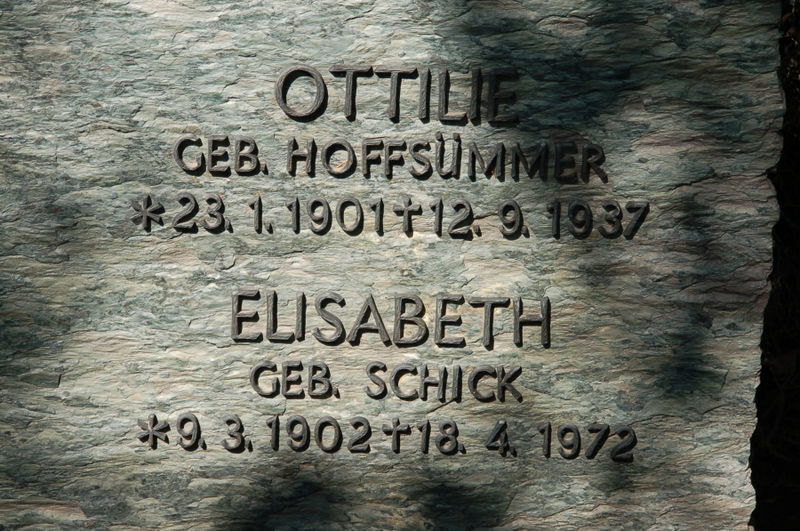 OTTILIE
GEB. HOFFSÜMMER
*23. 1. 1901 †12. 9. 1937
ELISABETH
GEB. SCHICK
*9. 3. 1902 †18. 4. 1972